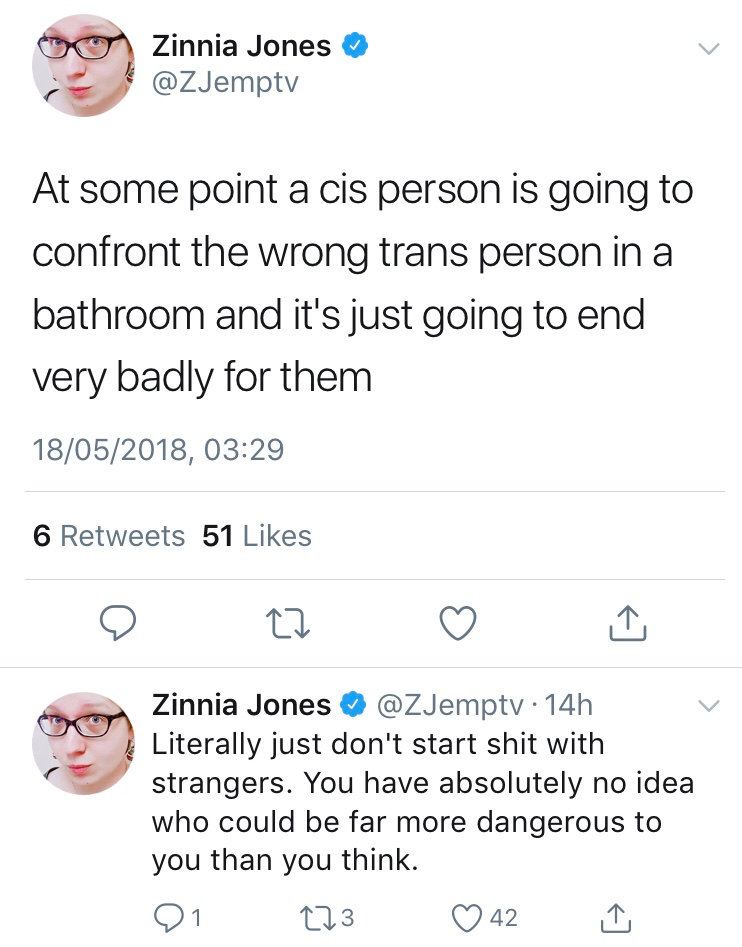 Zinnia Jones
@ZJemptv
At some point a cis person is going to
confront the wrong trans person in a
bathroom and it's just going to end
very badly for them
18/05/2018, 03:29
6 Retweets 51 Likes
Zinnia Jones @ZJemptv · 14h
Literally just don't start shit with
strangers. You have absolutely no idea
who could be far more dangerous to
you than you think.
1 3 42